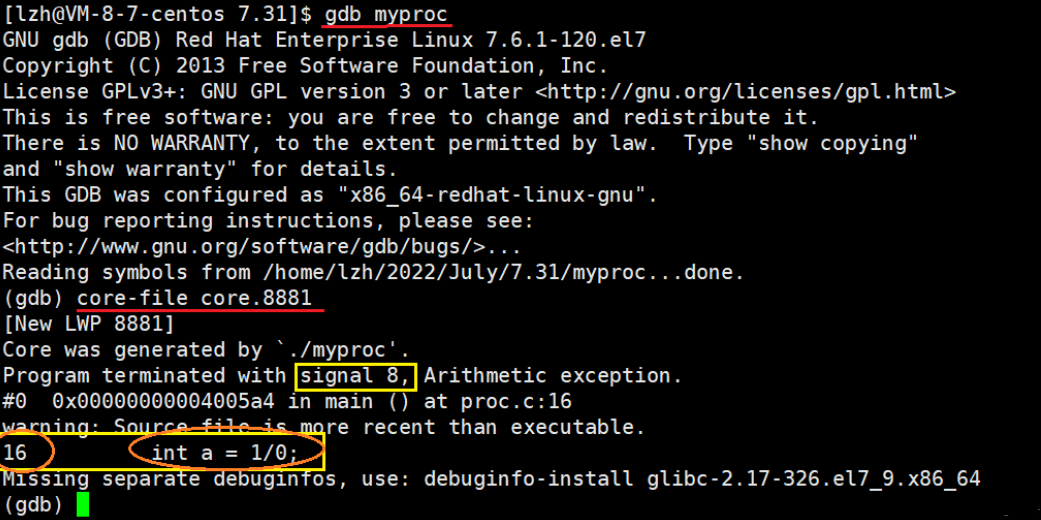 [lzh@VM-8-7-centos 7.31]$ gdb myproc
GNU gdb (GDB) Red Hat Enterprise Linux 7.6.1-120.el7
Copyright (C) 2013 Free Software Foundation, Inc.
License GPLv3+: GNU GPL version 3 or later <http://gnu.org/licenses/gpl.html>
This is free software: you are free to change and redistribute it.
There is NO WARRANTY, to the extent permitted by law.  Type "show copying"
and "show warranty" for details.
This GDB was configured as "x86_64-redhat-linux-gnu".
For bug reporting instructions, please see:
<http://www.gnu.org/software/gdb/bugs/>...
Reading symbols from /home/lzh/2022/July/7.31/myproc...done.
(gdb) core-file core.8881
[New LWP 8881]
Core was generated by `./myproc'.
Program terminated with signal 8, Arithmetic exception.
#0  0x00000000004005a4 in main () at proc.c:16
warning: Source file is more recent than executable.
16          int a = 1/0;
Missing separate debuginfos, use: debuginfo-install glibc-2.17-326.el7_9.x86_64
(gdb)